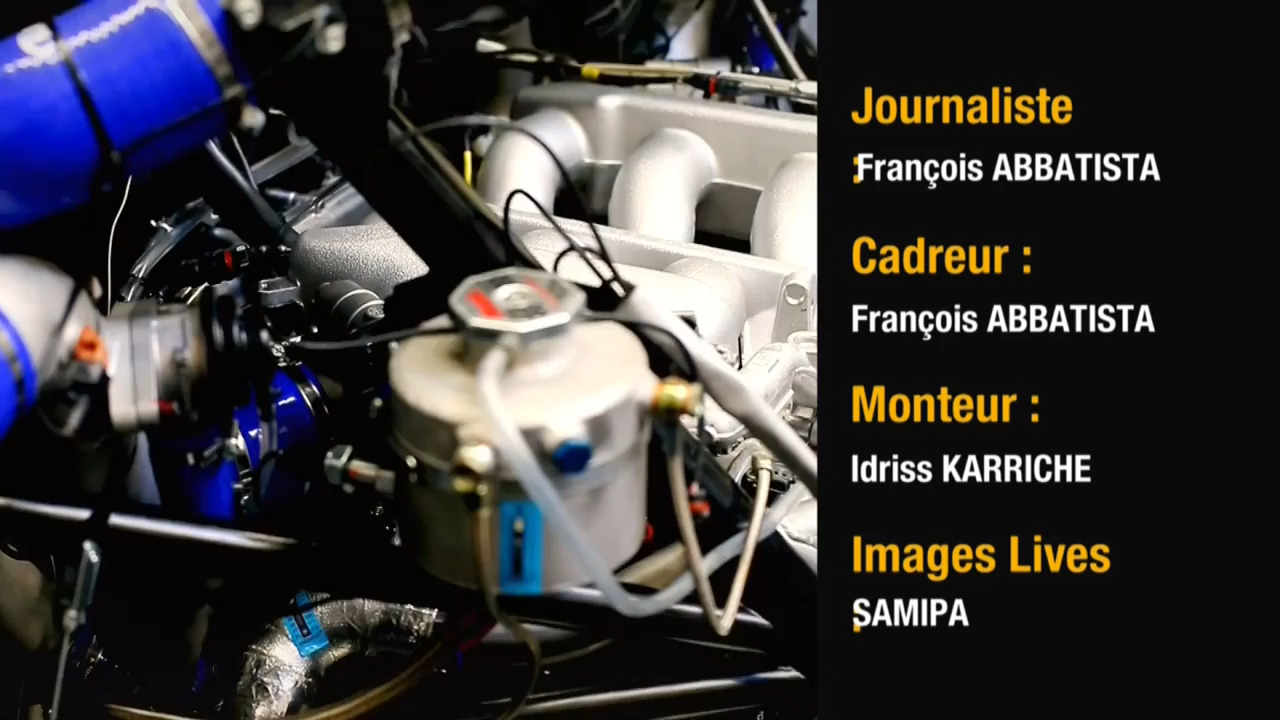 Journaliste
:François ABBATISTA
Cadreur :
François ABBATISTA
Monteur :
Idriss KARRICHE
Images Lives
:SAMIPA